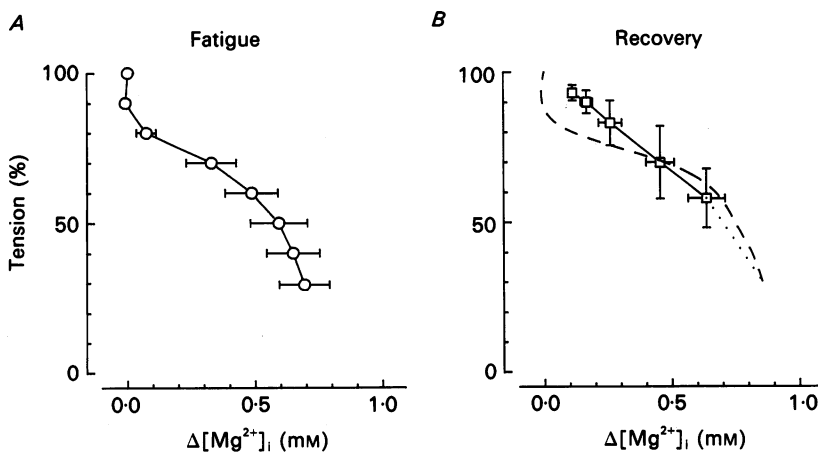 A
Fatigue
100
50
0
Tension (%)
0·0 0·5 1·0
Δ[Mg²⁺]ᵢ (mM)
B
Recovery
100
50
0
0·0 0·5 1·0
Δ[Mg²⁺]ᵢ (mM)